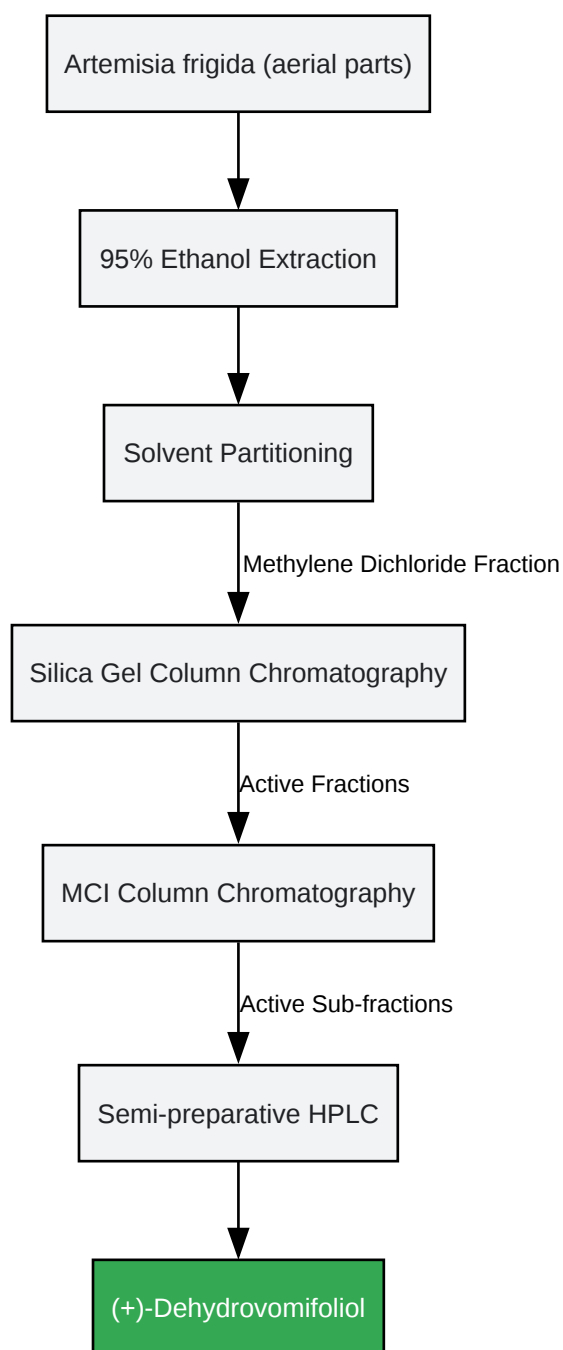 Artemisia frigida (aerial parts)
95% Ethanol Extraction
Solvent Partitioning
Methylene Dichloride Fraction
Silica Gel Column Chromatography
Active Fractions
MCI Column Chromatography
Active Sub-fractions
Semi-preparative HPLC
(+)-Dehydrovomifoliol